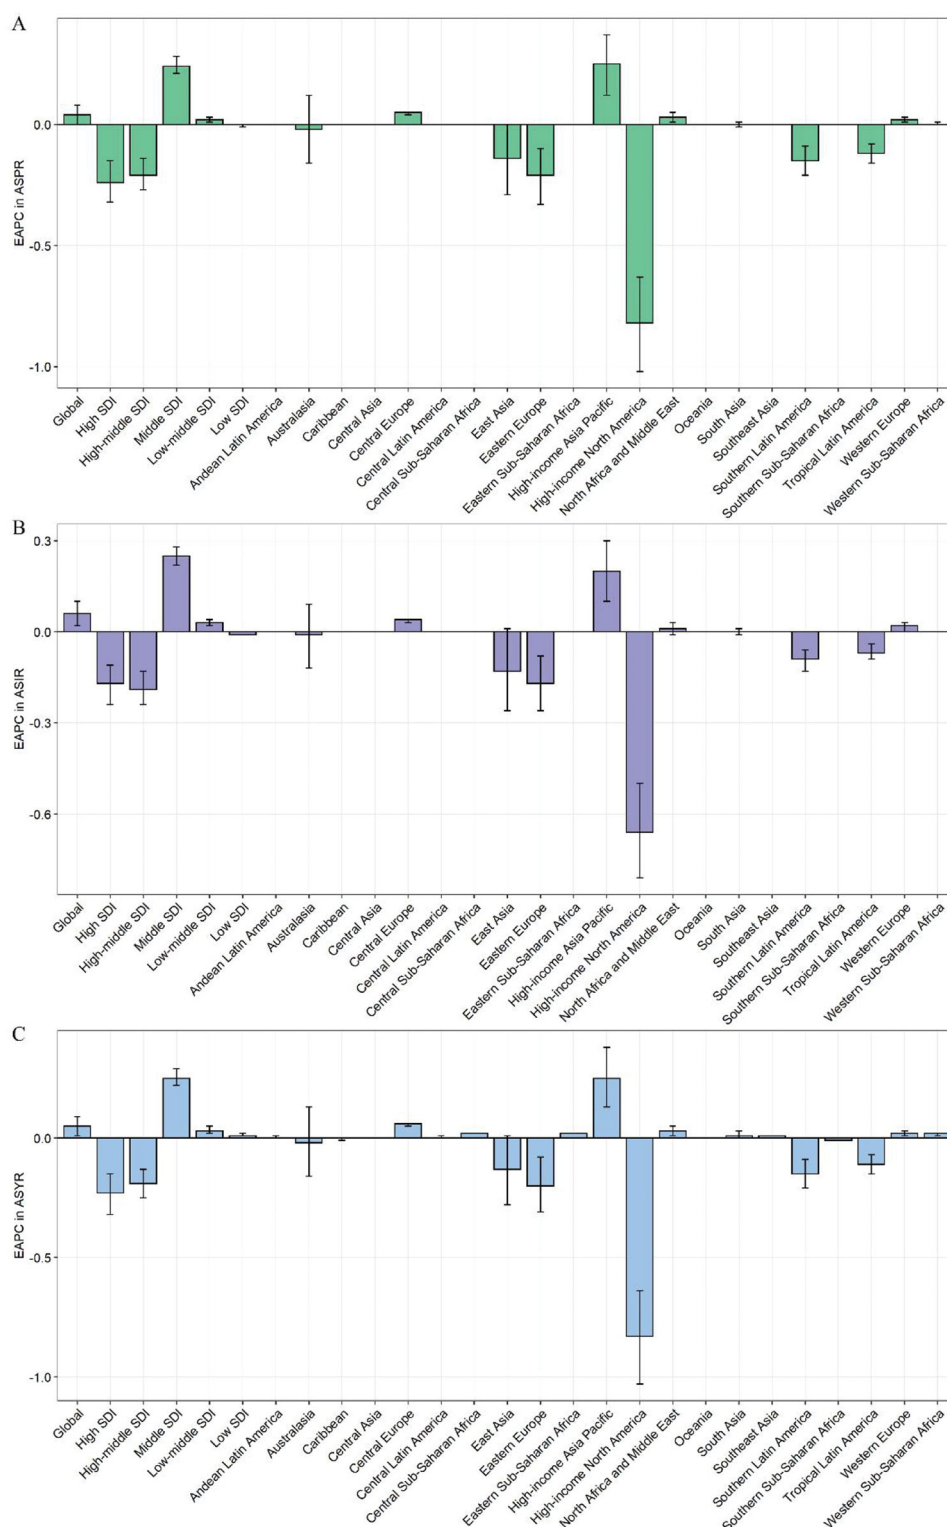 A
EAPC in ASPR
0.0
-0.5
-1.0
Global
High SDI
High-middle SDI
Middle SDI
Low-middle SDI
Low SDI
Andean Latin America
Australasia
Caribbean
Central Asia
Central Europe
Central Latin America
Central Sub-Saharan Africa
East Asia
Eastern Europe
Eastern Sub-Saharan Africa
High-income Asia Pacific
High-income North America
North Africa and Middle East
Oceania
South Asia
Southeast Asia
Southern Latin America
Southern Sub-Saharan Africa
Tropical Latin America
Western Europe
Western Sub-Saharan Africa
B
EAPC in ASIR
0.3
0.0
-0.3
-0.6
Global
High SDI
High-middle SDI
Middle SDI
Low-middle SDI
Low SDI
Andean Latin America
Australasia
Caribbean
Central Asia
Central Europe
Central Latin America
Central Sub-Saharan Africa
East Asia
Eastern Europe
Eastern Sub-Saharan Africa
High-income Asia Pacific
High-income North America
North Africa and Middle East
Oceania
South Asia
Southeast Asia
Southern Latin America
Southern Sub-Saharan Africa
Tropical Latin America
Western Europe
Western Sub-Saharan Africa
C
EAPC in ASYR
0.0
-0.5
-1.0
Global
High SDI
High-middle SDI
Middle SDI
Low-middle SDI
Low SDI
Andean Latin America
Australasia
Caribbean
Central Asia
Central Europe
Central Latin America
Central Sub-Saharan Africa
East Asia
Eastern Europe
Eastern Sub-Saharan Africa
High-income Asia Pacific
High-income North America
North Africa and Middle East
Oceania
South Asia
Southeast Asia
Southern Latin America
Southern Sub-Saharan Africa
Tropical Latin America
Western Europe
Western Sub-Saharan Africa